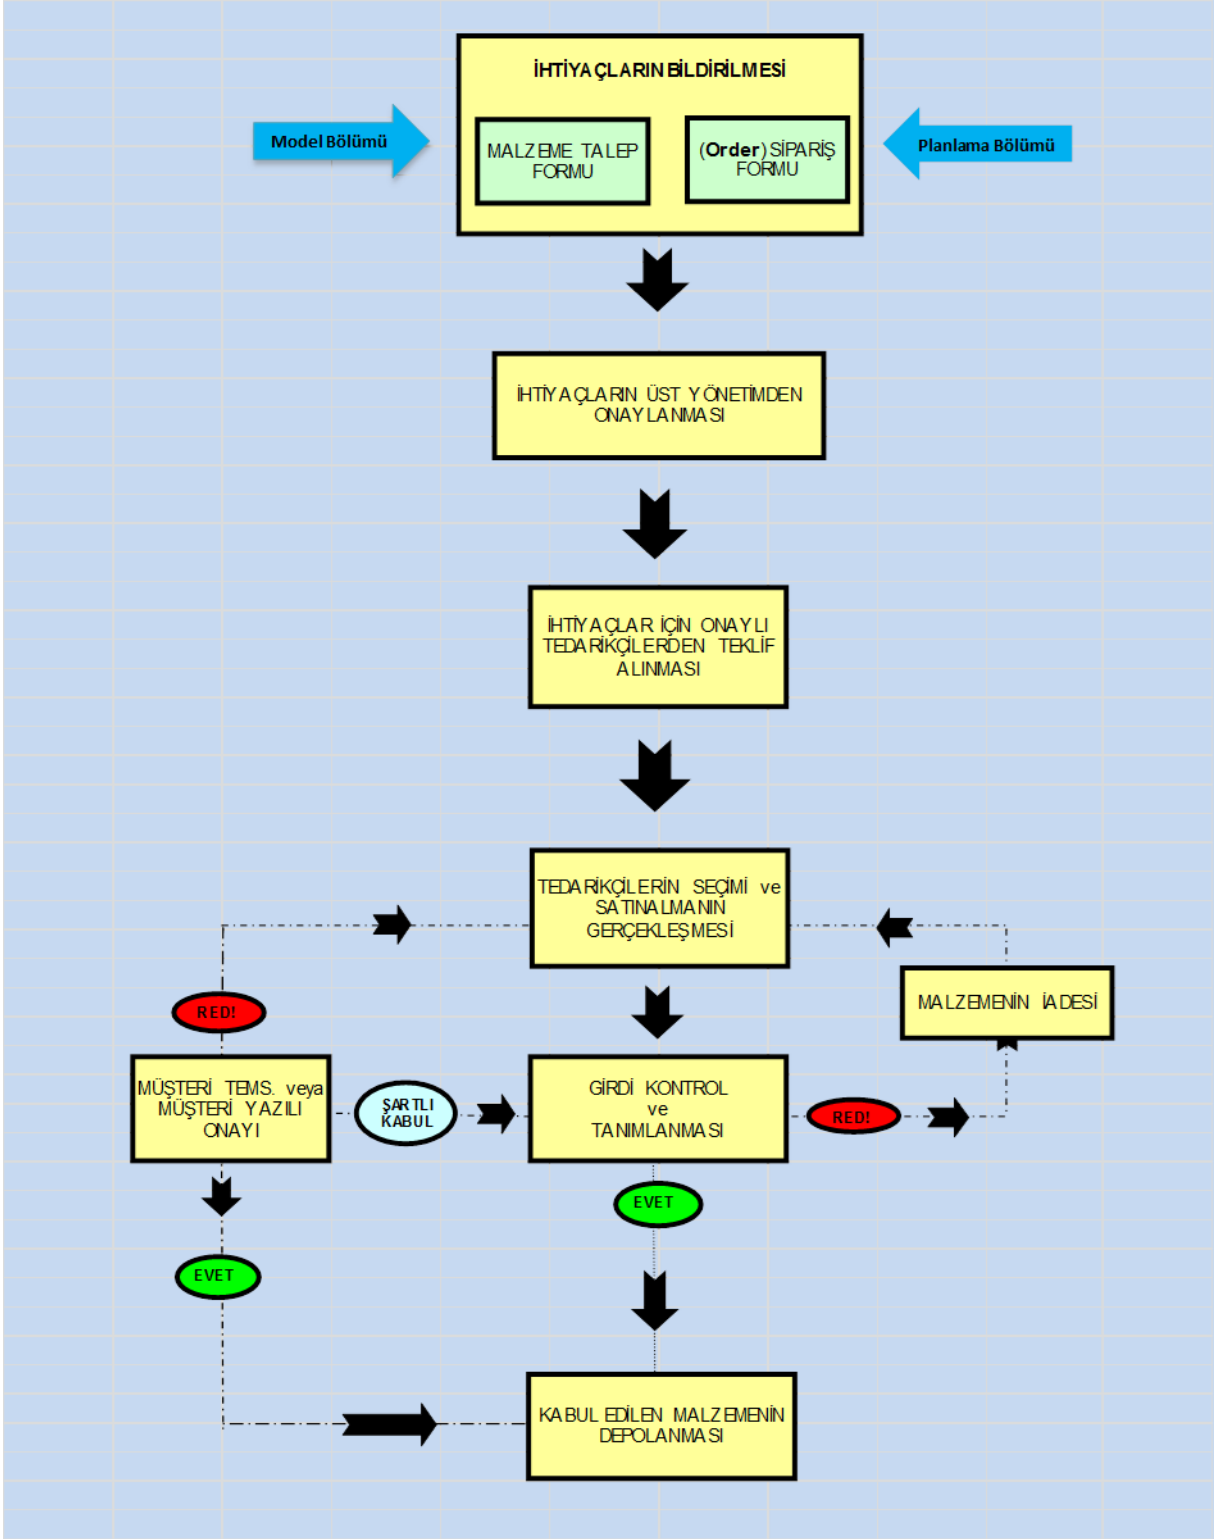 İHTİYAÇLARIN BİLDİRİLMESİ
Model Bölümü
MALZEME TALEP
FORMU
(Order) SİPARİŞ
FORMU
Planlama Bölümü
İHTİYAÇLARIN ÜST YÖNETİMDEN
ONAYLANMASI
İHTİYAÇLAR İÇİN ONAYLI
TEDARİKÇİLERDEN TEKLİF
ALINMASI
TEDARİKÇİLERİN SEÇİMİ ve
SATINALMANIN
GERÇEKLEŞMESİ
MALZEMENİN İADESİ
RED!
MÜŞTERİ TEMS. veya
MÜŞTERİ YAZILI
ONAYI
ŞARTLI
KABUL
GİRDİ KONTROL
ve
TANIMLANMASI
RED!
EVET
EVET
KABUL EDİLEN MALZEMENİN
DEPOLANMASI